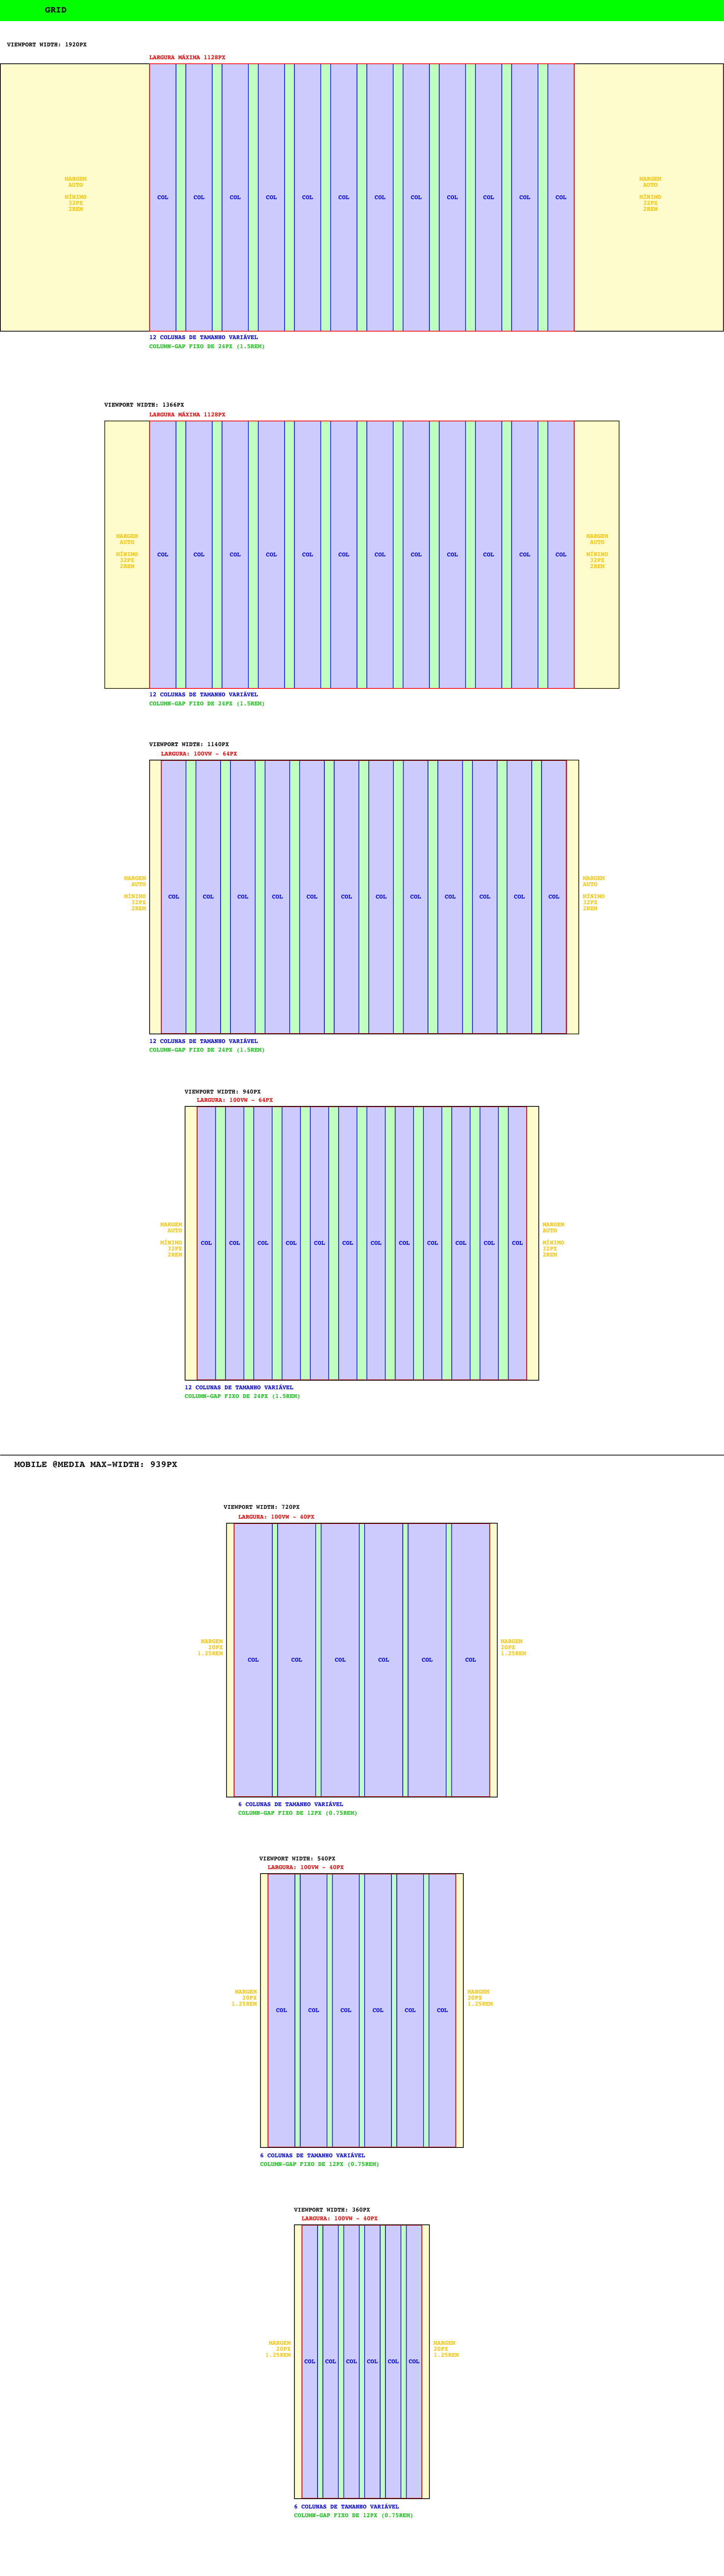 GRID
VIEWPORT WIDTH: 1920PX
LARGURA MÁXIMA 1128PX
MARGEM
AUTO
MÍNIMO
32PX
2REM
COL COL COL COL COL COL COL COL COL COL COL COL
MARGEM
AUTO
MÍNIMO
32PX
2REM
12 COLUNAS DE TAMANHO VARIÁVEL
COLUMN-GAP FIXO DE 24PX (1.5REM)
VIEWPORT WIDTH: 1366PX
LARGURA MÁXIMA 1128PX
MARGEM
AUTO
MÍNIMO
32PX
2REM
COL COL COL COL COL COL COL COL COL COL COL COL
MARGEM
AUTO
MÍNIMO
32PX
2REM
12 COLUNAS DE TAMANHO VARIÁVEL
COLUMN-GAP FIXO DE 24PX (1.5REM)
VIEWPORT WIDTH: 1140PX
LARGURA: 100VW - 64PX
MARGEM
AUTO
MÍNIMO
32PX
2REM
COL COL COL COL COL COL COL COL COL COL COL COL
MARGEM
AUTO
MÍNIMO
32PX
2REM
12 COLUNAS DE TAMANHO VARIÁVEL
COLUMN-GAP FIXO DE 24PX (1.5REM)
VIEWPORT WIDTH: 940PX
LARGURA: 100VW - 64PX
MARGEM
AUTO
MÍNIMO
32PX
2REM
COL COL COL COL COL COL COL COL COL COL COL COL
MARGEM
AUTO
MÍNIMO
32PX
2REM
12 COLUNAS DE TAMANHO VARIÁVEL
COLUMN-GAP FIXO DE 24PX (1.5REM)
MOBILE @MEDIA MAX-WIDTH: 939PX
VIEWPORT WIDTH: 720PX
LARGURA: 100VW - 40PX
MARGEM
20PX
1.25REM
COL COL COL COL COL COL
MARGEM
20PX
1.25REM
6 COLUNAS DE TAMANHO VARIÁVEL
COLUMN-GAP FIXO DE 12PX (0.75REM)
VIEWPORT WIDTH: 540PX
LARGURA: 100VW - 40PX
MARGEM
20PX
1.25REM
COL COL COL COL COL COL
MARGEM
20PX
1.25REM
6 COLUNAS DE TAMANHO VARIÁVEL
COLUMN-GAP FIXO DE 12PX (0.75REM)
VIEWPORT WIDTH: 360PX
LARGURA: 100VW - 40PX
MARGEM
20PX
1.25REM
COL COL COL COL COL COL
MARGEM
20PX
1.25REM
6 COLUNAS DE TAMANHO VARIÁVEL
COLUMN-GAP FIXO DE 12PX (0.75REM)